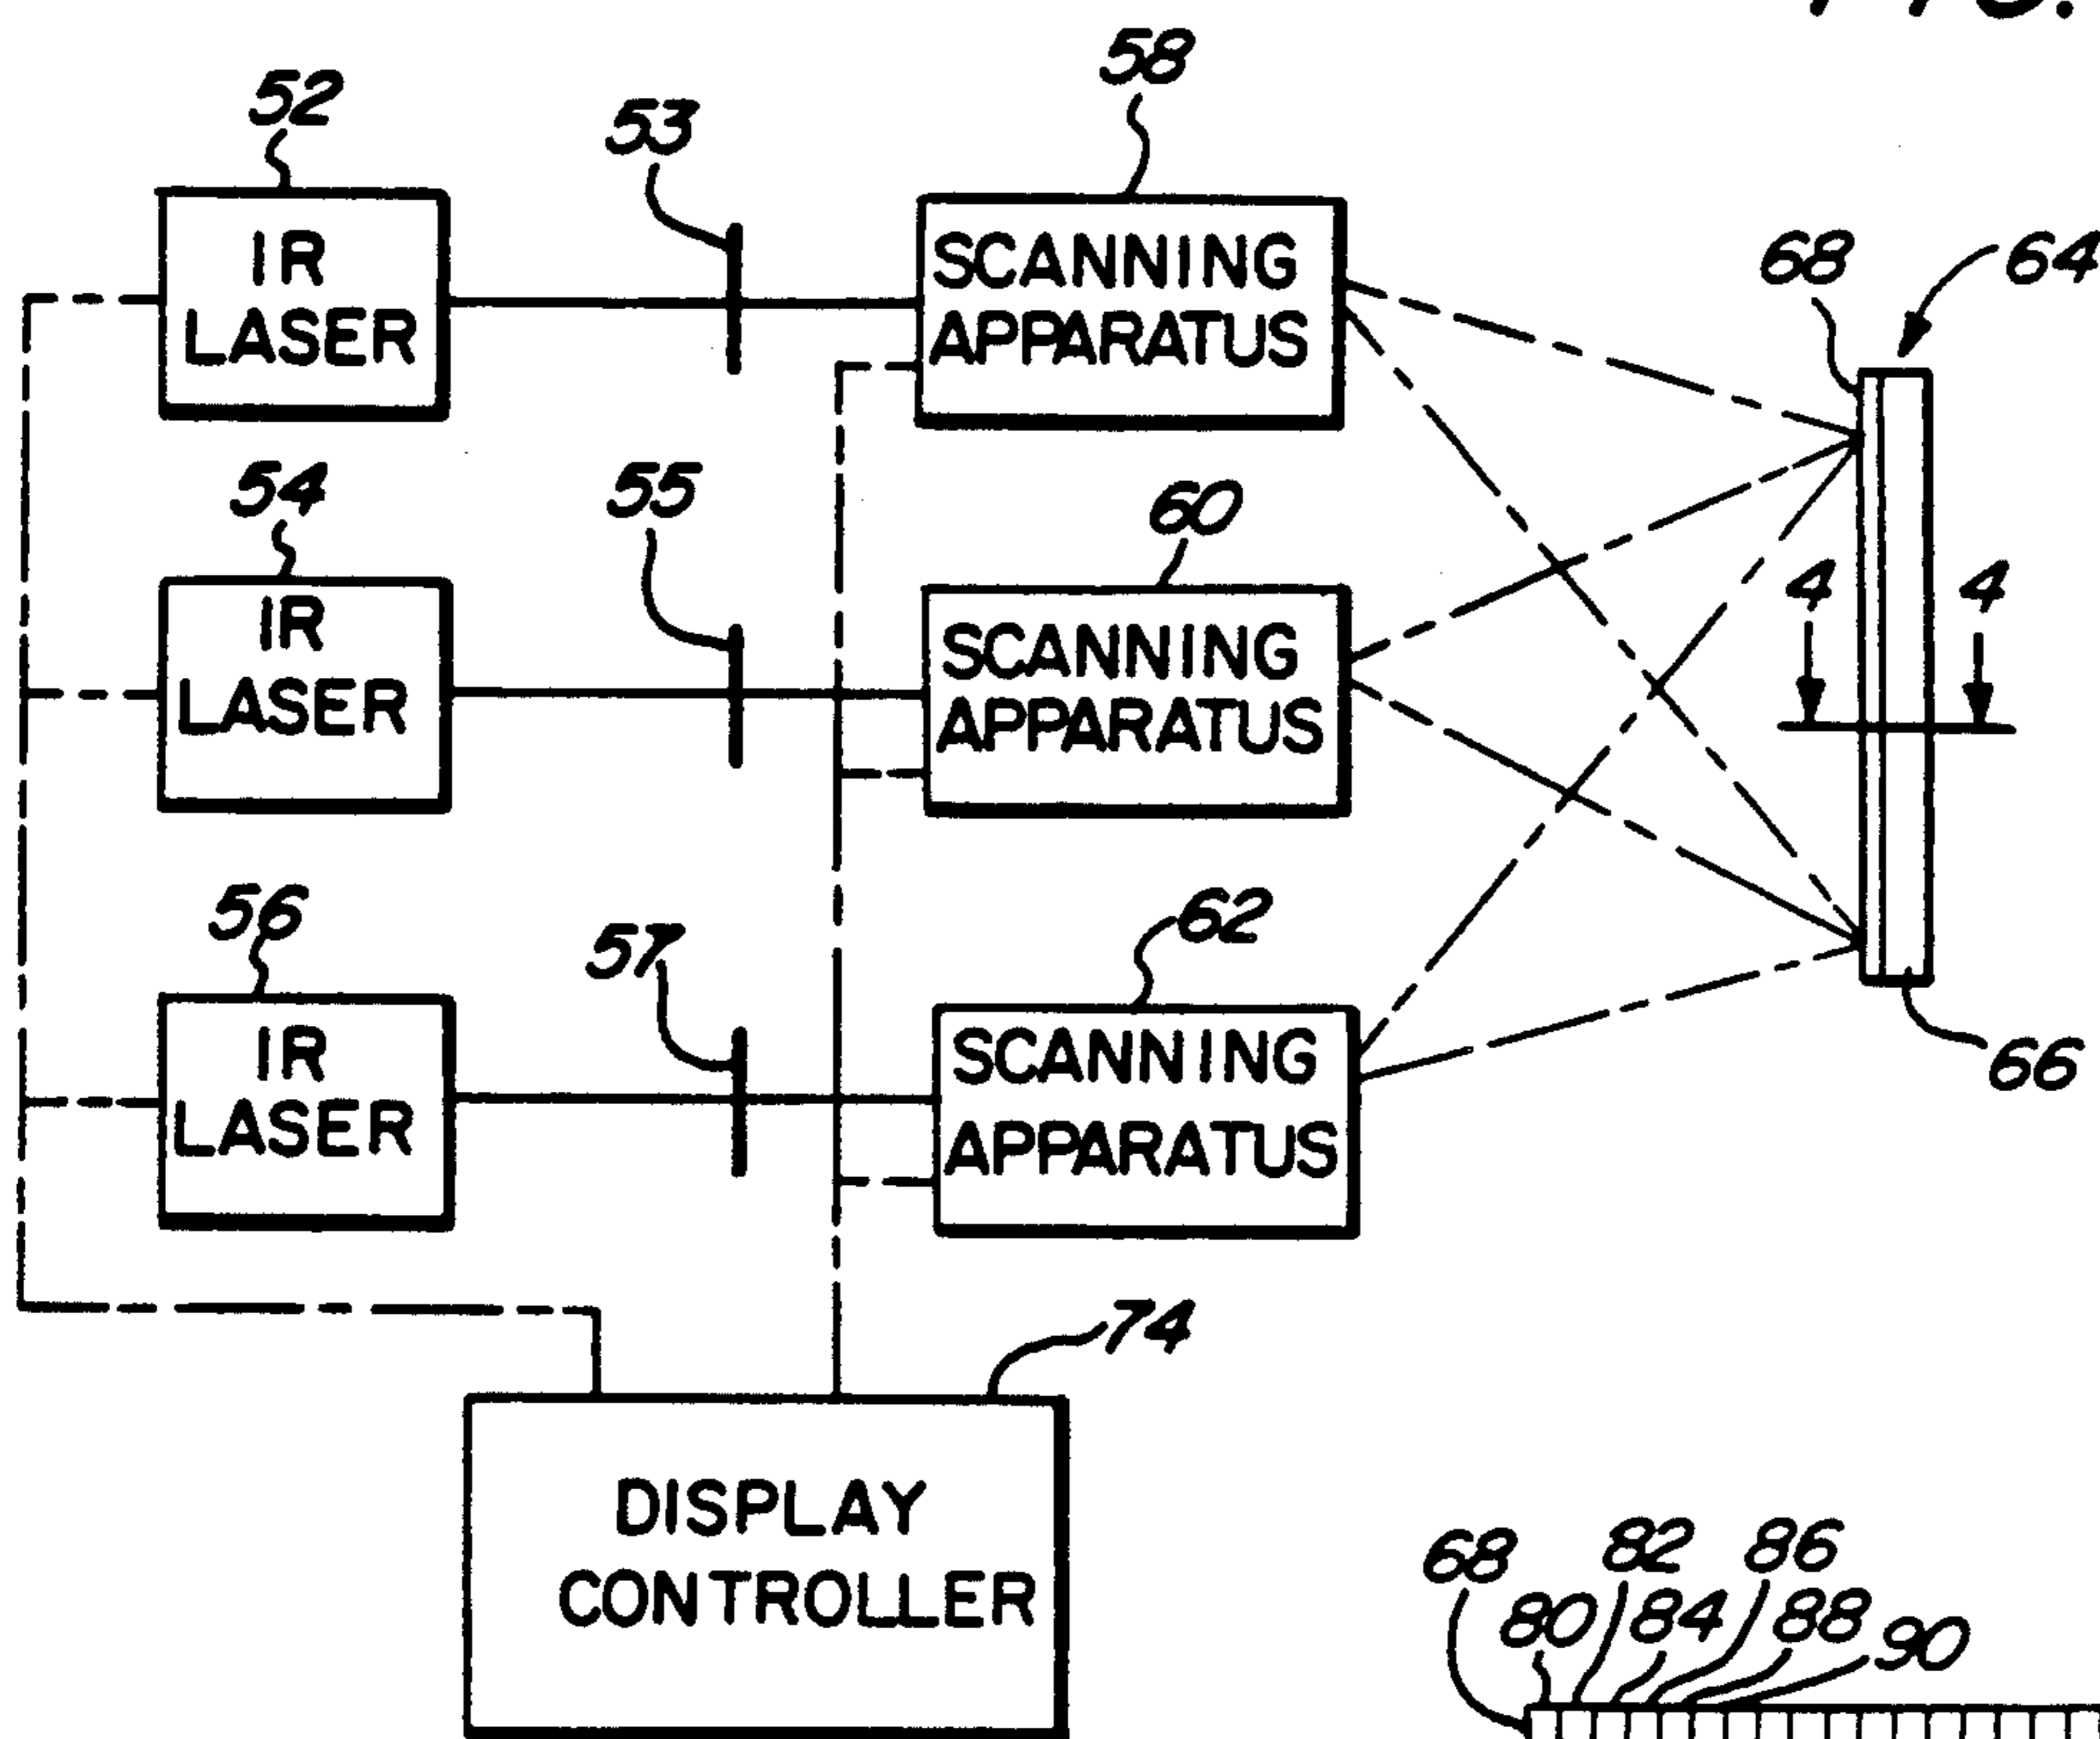 FIG.
52
53
58
IR
LASER
SCANNING
APPARATUS
68
64
54
55
60
IR
LASER
SCANNING
APPARATUS
4
4
56
57
62
IR
LASER
SCANNING
APPARATUS
66
74
DISPLAY
CONTROLLER
68
82
86
80
84
88
90